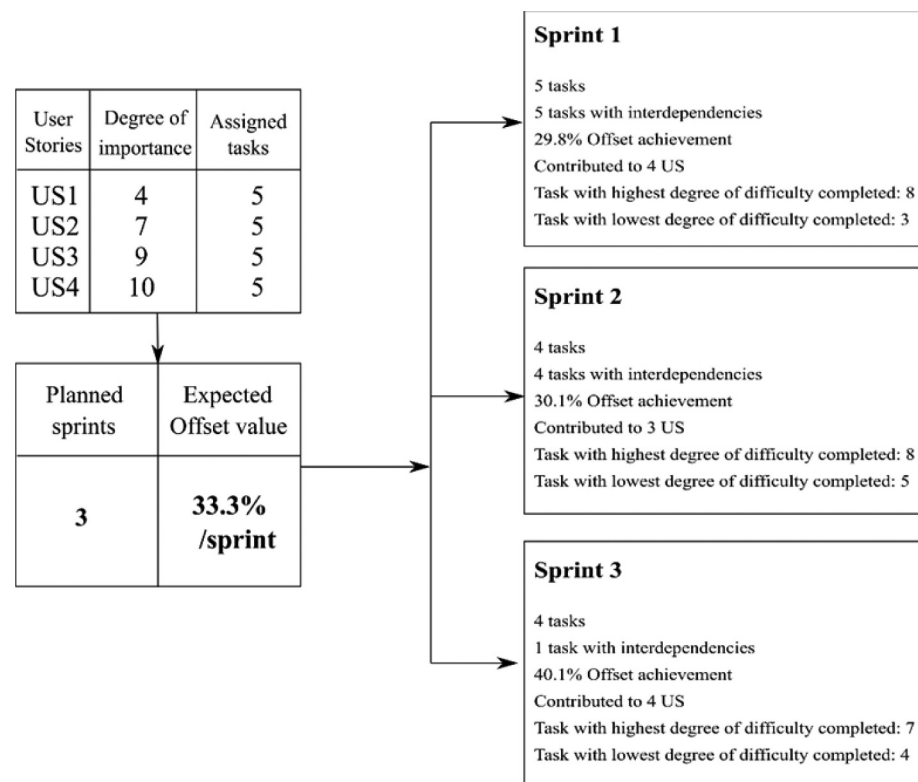 User Stories Degree of importance Assigned tasks
US1 4 5
US2 7 5
US3 9 5
US4 10 5
Planned sprints Expected Offset value
3 33.3% /sprint
Sprint 1
5 tasks
5 tasks with interdependencies
29.8% Offset achievement
Contributed to 4 US
Task with highest degree of difficulty completed: 8
Task with lowest degree of difficulty completed: 3
Sprint 2
4 tasks
4 tasks with interdependencies
30.1% Offset achievement
Contributed to 3 US
Task with highest degree of difficulty completed: 8
Task with lowest degree of difficulty completed: 5
Sprint 3
4 tasks
1 task with interdependencies
40.1% Offset achievement
Contributed to 4 US
Task with highest degree of difficulty completed: 7
Task with lowest degree of difficulty completed: 4